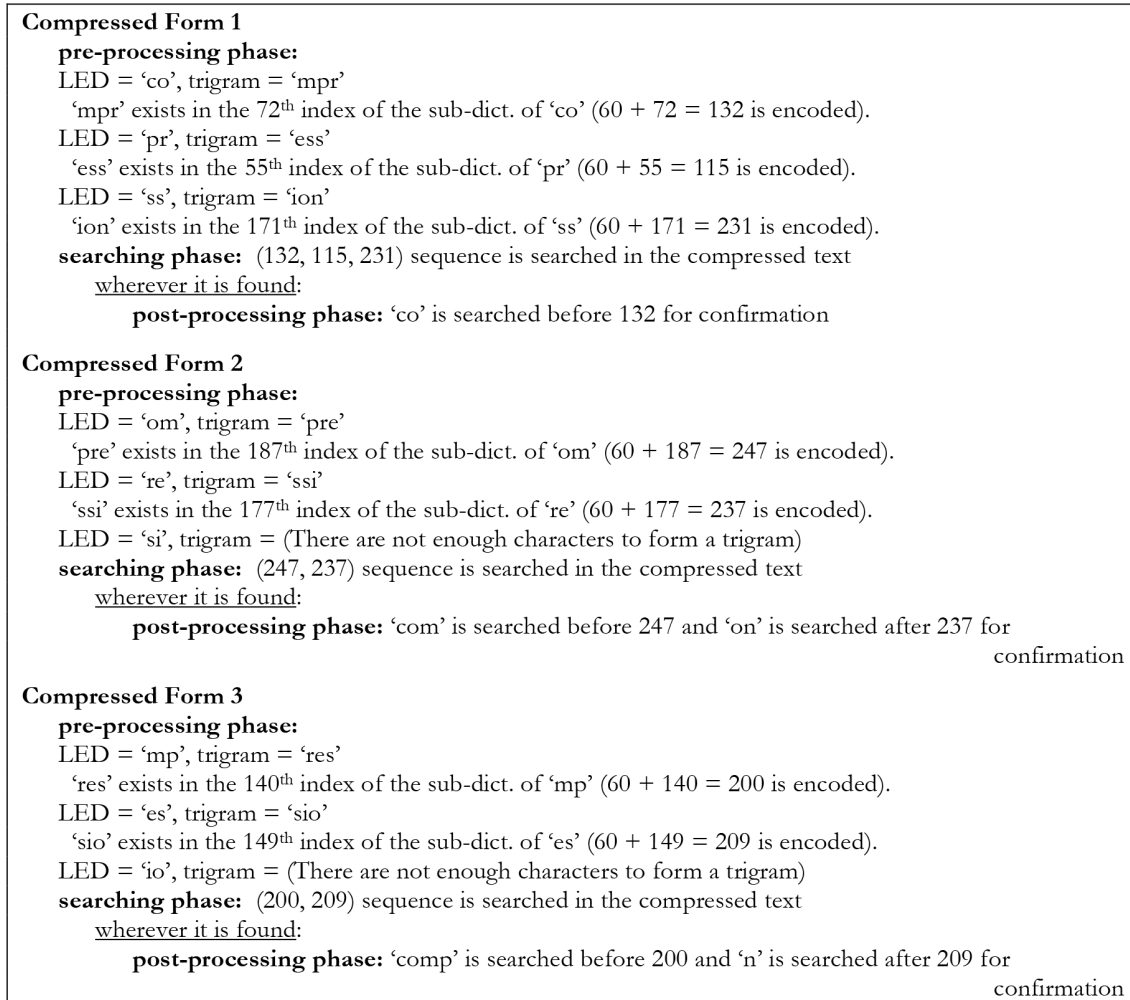 Compressed Form 1
pre-processing phase:
LED = ‘co’, trigram = ‘mpr’
‘mpr’ exists in the 72th index of the sub-dict. of ‘co’ (60 + 72 = 132 is encoded).
LED = ‘pr’, trigram = ‘ess’
‘ess’ exists in the 55th index of the sub-dict. of ‘pr’ (60 + 55 = 115 is encoded).
LED = ‘ss’, trigram = ‘ion’
‘ion’ exists in the 171th index of the sub-dict. of ‘ss’ (60 + 171 = 231 is encoded).
searching phase: (132, 115, 231) sequence is searched in the compressed text
wherever it is found:
post-processing phase: ‘co’ is searched before 132 for confirmation
Compressed Form 2
pre-processing phase:
LED = ‘om’, trigram = ‘pre’
‘pre’ exists in the 187th index of the sub-dict. of ‘om’ (60 + 187 = 247 is encoded).
LED = ‘re’, trigram = ‘ssi’
‘ssi’ exists in the 177th index of the sub-dict. of ‘re’ (60 + 177 = 237 is encoded).
LED = ‘si’, trigram = (There are not enough characters to form a trigram)
searching phase: (247, 237) sequence is searched in the compressed text
wherever it is found:
post-processing phase: ‘com’ is searched before 247 and ‘on’ is searched after 237 for
confirmation
Compressed Form 3
pre-processing phase:
LED = ‘mp’, trigram = ‘res’
‘res’ exists in the 140th index of the sub-dict. of ‘mp’ (60 + 140 = 200 is encoded).
LED = ‘es’, trigram = ‘sio’
‘sio’ exists in the 149th index of the sub-dict. of ‘es’ (60 + 149 = 209 is encoded).
LED = ‘io’, trigram = (There are not enough characters to form a trigram)
searching phase: (200, 209) sequence is searched in the compressed text
wherever it is found:
post-processing phase: ‘comp’ is searched before 200 and ‘n’ is searched after 209 for
confirmation